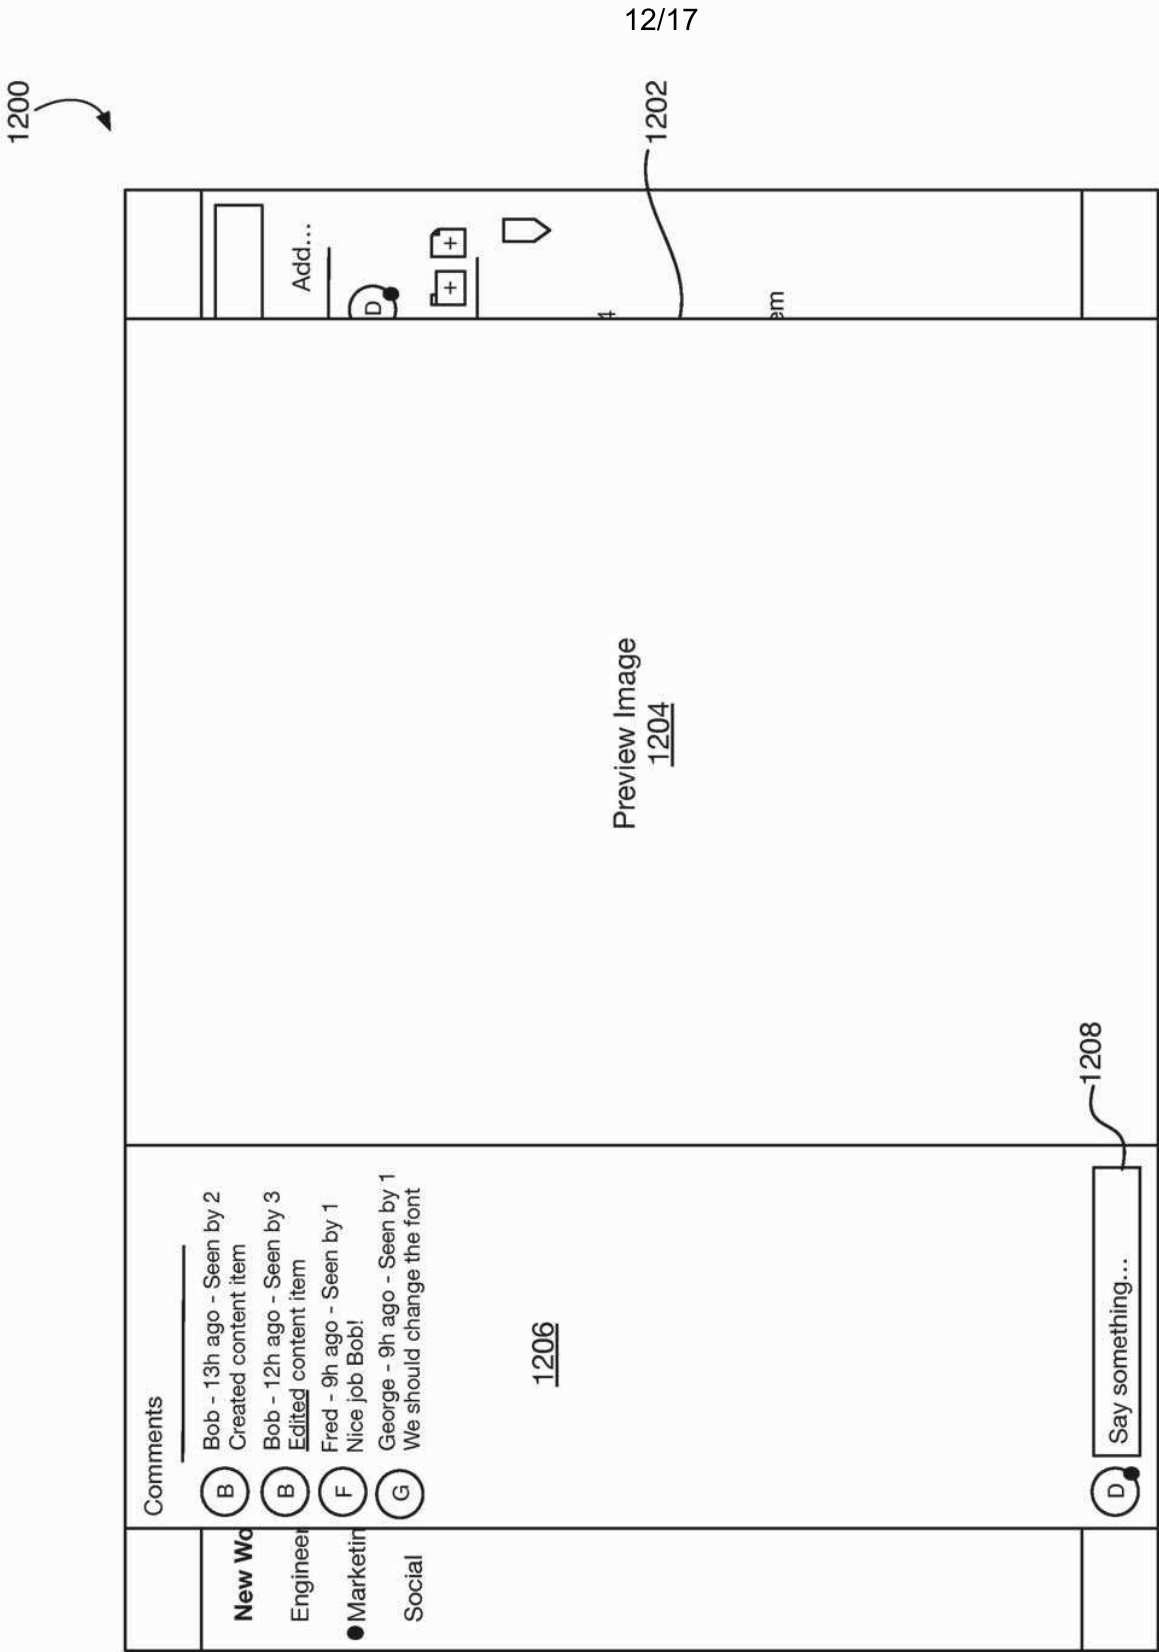 12/17
1200
New Wo
Engineer
Marketin
Social
Comments
B
Bob - 13h ago - Seen by 2
Created content item
B
Bob - 12h ago - Seen by 3
Edited content item
F
Fred - 9h ago - Seen by 1
Nice job Bob!
G
George - 9h ago - Seen by 1
We should change the font
1206
D
Say something...
1208
Preview Image
1204
Add...
D
+
+
4
em
1202